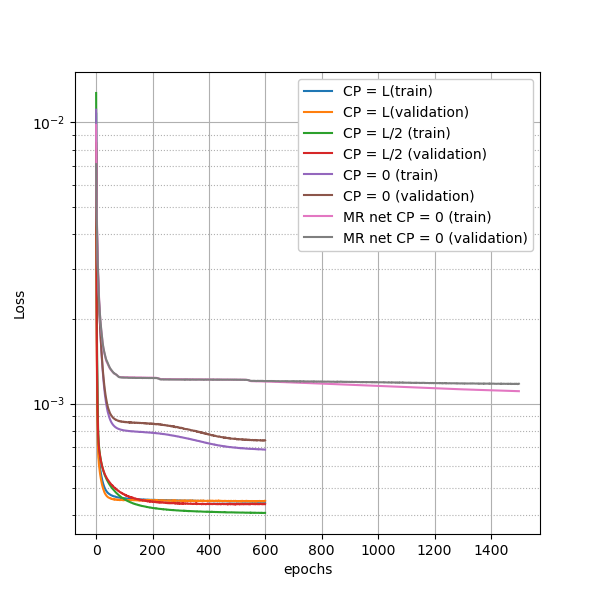 CP = L(train)
CP = L(validation)
CP = L/2 (train)
CP = L/2 (validation)
CP = 0 (train)
CP = 0 (validation)
MR net CP = 0 (train)
MR net CP = 0 (validation)
10⁻²
10⁻³
Loss
0 200 400 600 800 1000 1200 1400
epochs